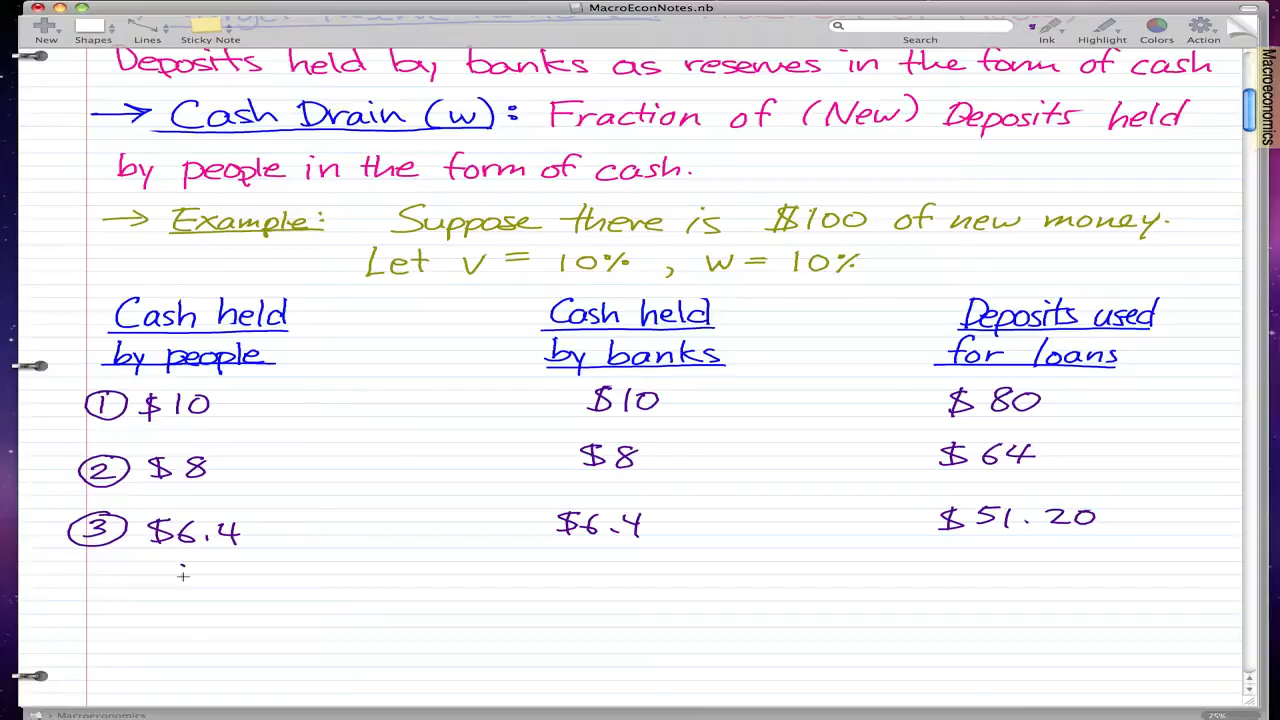 MacroEconNotes.nb
New Shapes Lines Sticky Note Search Ink Highlight Colors Action
Deposits held by banks as reserves in the form of cash
→ Cash Drain (w): Fraction of (New) Deposits held
by people in the form of cash.
→ Example: Suppose there is $100 of new money.
Let v = 10% , w = 10%
Cash held Cash held Deposits used
by people by banks for loans
① $10 $10 $80
② $8 $8 $64
③ $6.4 $6.4 $51.20
Macroeconomics
Macroeconomics 75%